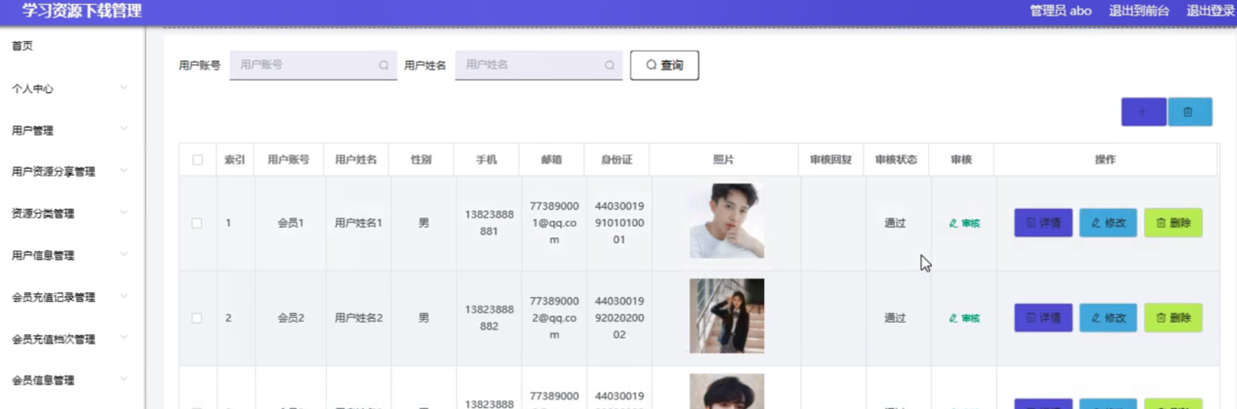 学习资源下载管理
管理员 abo 退出到前台 退出登录
首页
个人中心
用户管理
用户资源分享管理
资源分类管理
用户信息管理
会员充值记录管理
会员充值档次管理
会员信息管理
用户账号 用户账号 用户姓名 用户姓名 查询
索引 用户账号 用户姓名 性别 手机 邮箱 身份证 照片 审核回复 审核状态 审核 操作
1 会员1 用户姓名1 男 13823888881 773890001@qq.com 440300199101010001 通过 审核 详情 修改 删除
2 会员2 用户姓名2 男 13823888882 773890002@qq.com 440300199202020002 通过 审核 详情 修改 删除
13823888 77389000 44030019